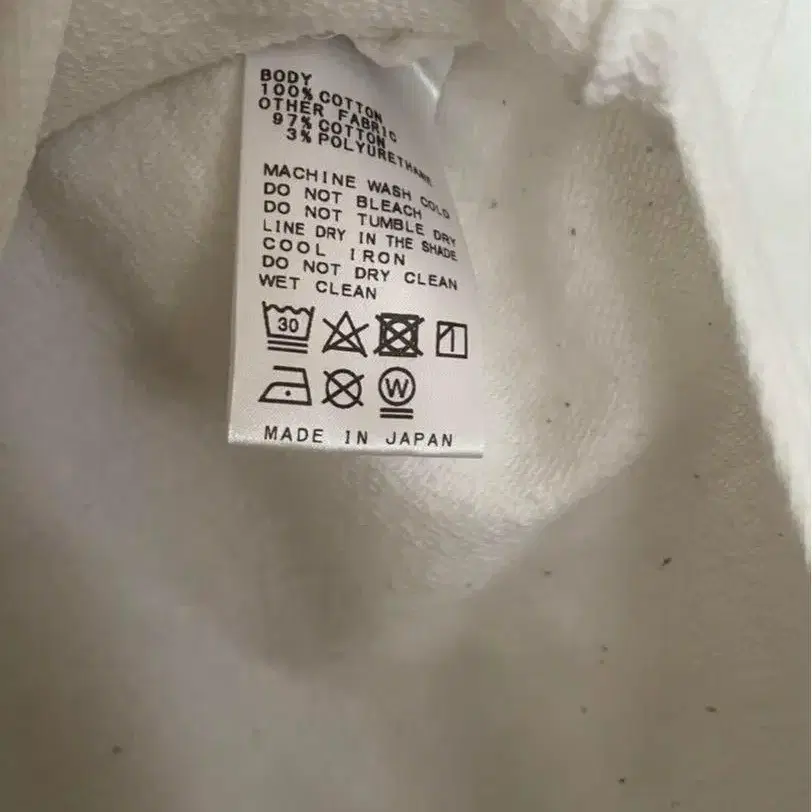 BODY
100% COTTON
OTHER FABRIC
97% COTTON
3% POLYURETHANE
MACHINE WASH COLD
DO NOT BLEACH
DO NOT TUMBLE DRY
LINE DRY IN THE SHADE
COOL IRON
DO NOT DRY CLEAN
WET CLEAN
30
W
MADE IN JAPAN